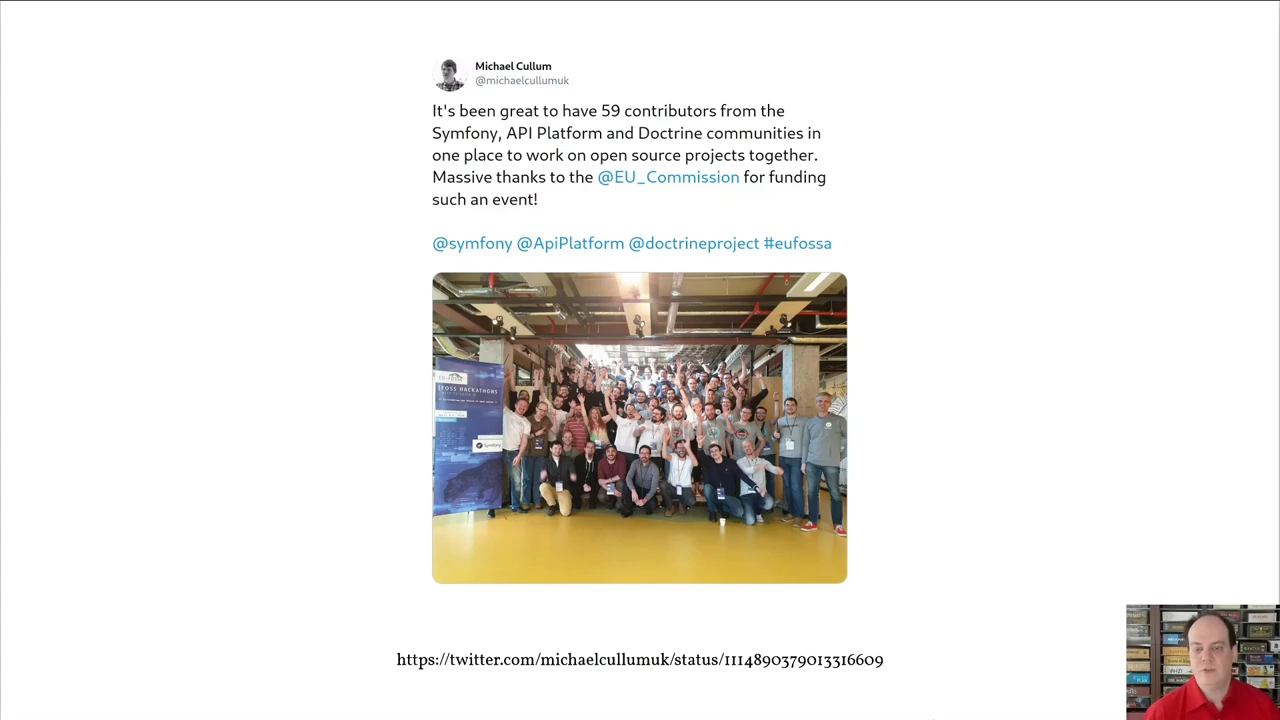 Michael Cullum
@michaelcullumuk
It's been great to have 59 contributors from the
Symfony, API Platform and Doctrine communities in
one place to work on open source projects together.
Massive thanks to the @EU_Commission for funding
such an event!
@symfony @ApiPlatform @doctrineproject #eufossa
FOSS HACKATHONS
Symfony
https://twitter.com/michaelcullumuk/status/1114890379013316609